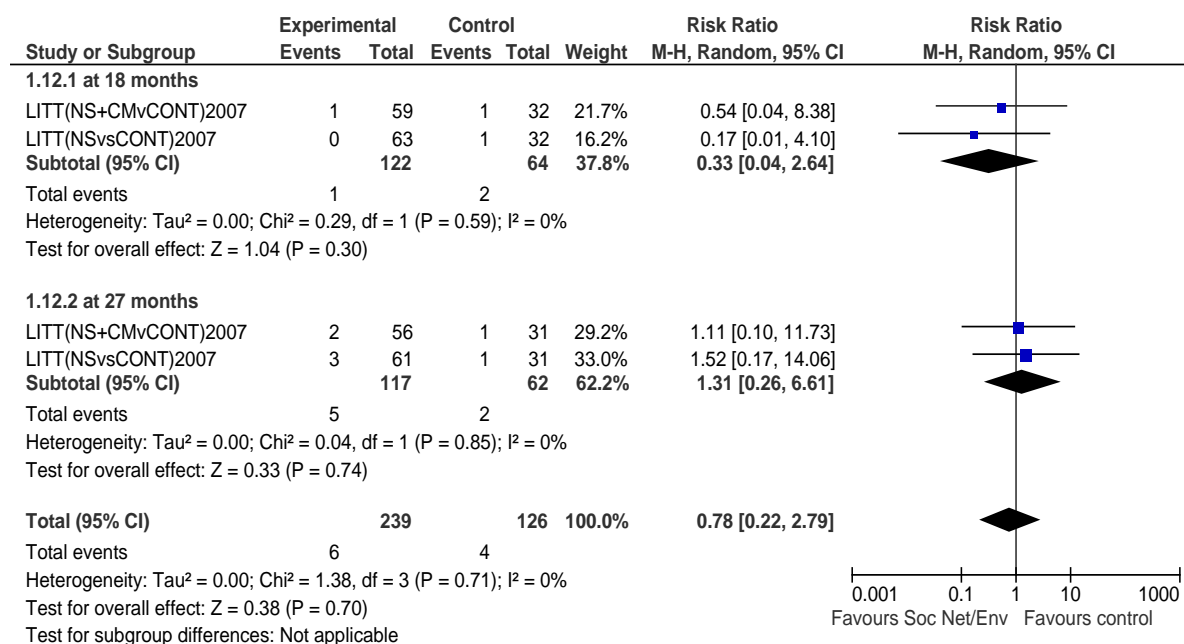 Experimental Control Risk Ratio Risk Ratio
Study or Subgroup Events Total Events Total Weight M-H, Random, 95% CI M-H, Random, 95% CI
1.12.1 at 18 months
LITT(NS+CMvCONT)2007 1 59 1 32 21.7% 0.54 [0.04, 8.38]
LITT(NSvsCONT)2007 0 63 1 32 16.2% 0.17 [0.01, 4.10]
Subtotal (95% CI) 122 64 37.8% 0.33 [0.04, 2.64]
Total events 1 2
Heterogeneity: Tau² = 0.00; Chi² = 0.29, df = 1 (P = 0.59); I² = 0%
Test for overall effect: Z = 1.04 (P = 0.30)
1.12.2 at 27 months
LITT(NS+CMvCONT)2007 2 56 1 31 29.2% 1.11 [0.10, 11.73]
LITT(NSvsCONT)2007 3 61 1 31 33.0% 1.52 [0.17, 14.06]
Subtotal (95% CI) 117 62 62.2% 1.31 [0.26, 6.61]
Total events 5 2
Heterogeneity: Tau² = 0.00; Chi² = 0.04, df = 1 (P = 0.85); I² = 0%
Test for overall effect: Z = 0.33 (P = 0.74)
Total (95% CI) 239 126 100.0% 0.78 [0.22, 2.79]
Total events 6 4
Heterogeneity: Tau² = 0.00; Chi² = 1.38, df = 3 (P = 0.71); I² = 0%
Test for overall effect: Z = 0.38 (P = 0.70)
Test for subgroup differences: Not applicable
0.001 0.1 1 10 1000
Favours Soc Net/Env Favours control